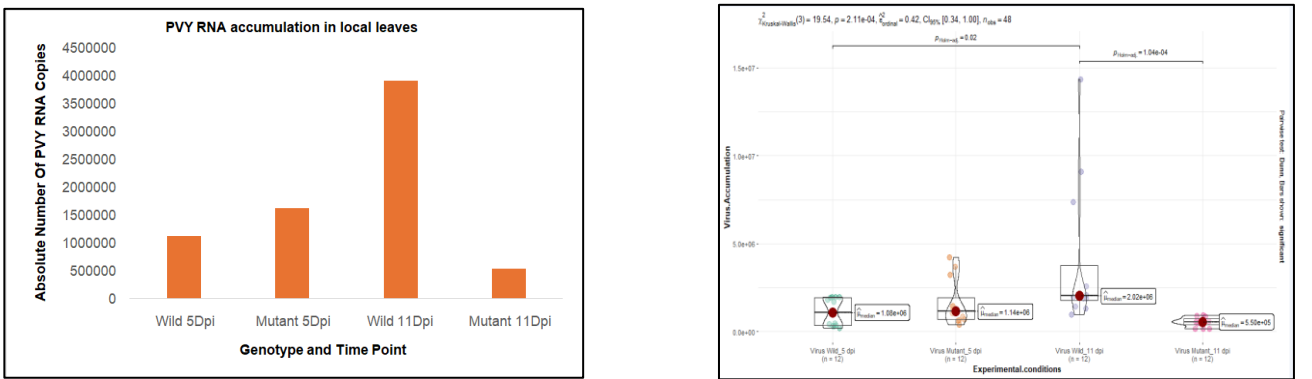 PVY RNA accumulation in local leaves
Absolute Number Of PVY RNA Copies
4500000
4000000
3500000
3000000
2500000
2000000
1500000
1000000
500000
0
Wild 5Dpi Mutant 5Dpi Wild 11Dpi Mutant 11Dpi
Genotype and Time Point
χ²Kruskal-Wallis(3) = 19.54, p = 2.11e-04, ε̂²ordinal = 0.42, CI95% [0.34, 1.00], nobs = 48
pHolm-adj. = 0.02
pHolm-adj. = 1.04e-04
Virus.Accumulation
1.5e+07
1.0e+07
5.0e+06
0.0e+00
μ̂median = 1.08e+06
μ̂median = 1.14e+06
μ̂median = 2.02e+06
μ̂median = 5.50e+05
Virus Wild_5 dpi Virus Mutant_5 dpi Virus Wild_11 dpi Virus Mutant_11 dpi
(n = 12) (n = 12) (n = 12) (n = 12)
Experimental.conditions
Pairwise test: Dunn, Bars shown: significant